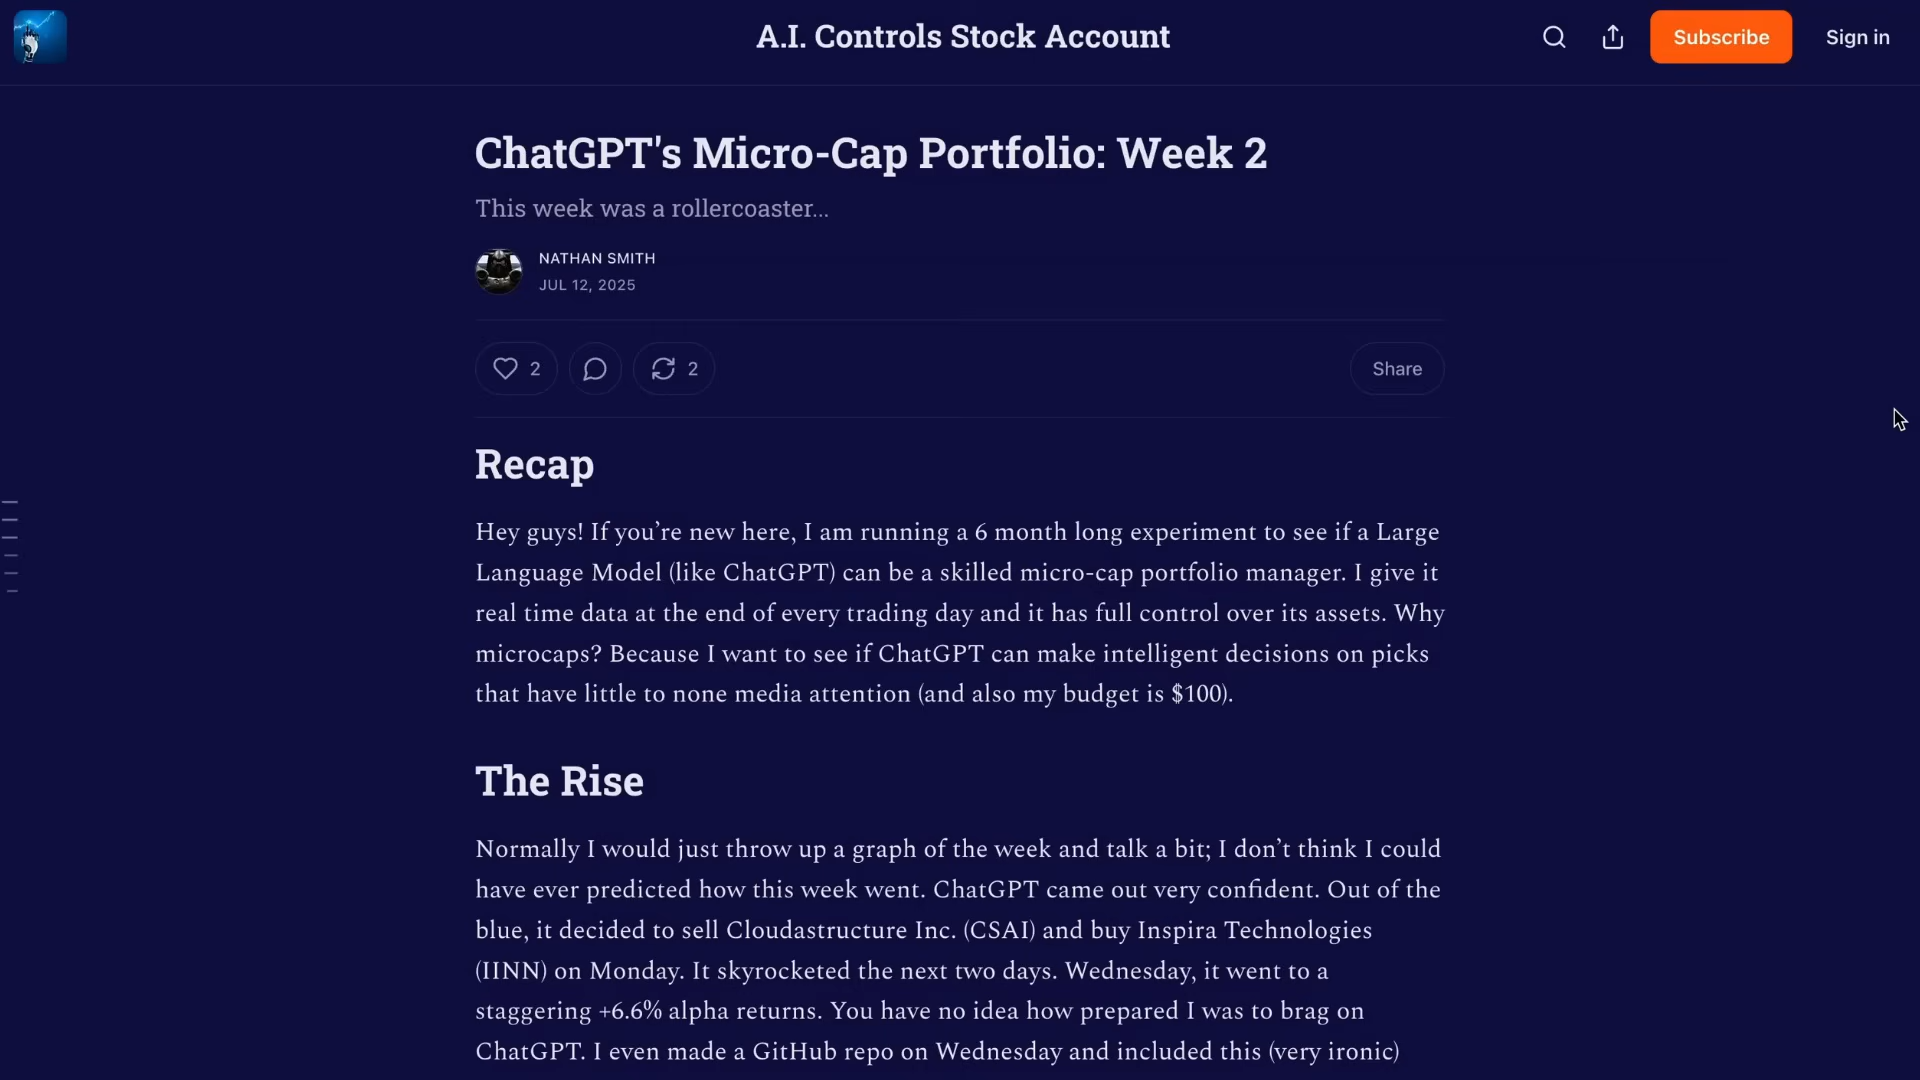 A.I. Controls Stock Account
Subscribe
Sign in
ChatGPT's Micro-Cap Portfolio: Week 2
This week was a rollercoaster...
NATHAN SMITH
JUL 12, 2025
2
2
Share
Recap
Hey guys! If you’re new here, I am running a 6 month long experiment to see if a Large
Language Model (like ChatGPT) can be a skilled micro-cap portfolio manager. I give it
real time data at the end of every trading day and it has full control over its assets. Why
microcaps? Because I want to see if ChatGPT can make intelligent decisions on picks
that have little to none media attention (and also my budget is $100).
The Rise
Normally I would just throw up a graph of the week and talk a bit; I don’t think I could
have ever predicted how this week went. ChatGPT came out very confident. Out of the
blue, it decided to sell Cloudastructure Inc. (CSAI) and buy Inspira Technologies
(IINN) on Monday. It skyrocketed the next two days. Wednesday, it went to a
staggering +6.6% alpha returns. You have no idea how prepared I was to brag on
ChatGPT. I even made a GitHub repo on Wednesday and included this (very ironic)